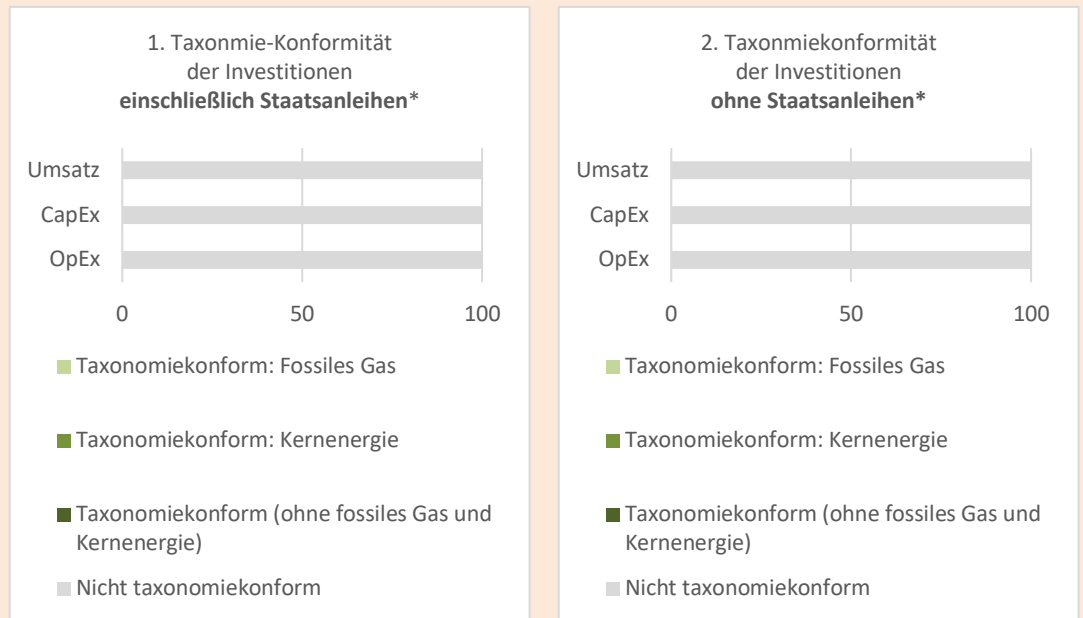 1. Taxonmie-Konformität
der Investitionen
einschließlich Staatsanleihen*
Umsatz
CapEx
OpEx
0 50 100
Taxonomiekonform: Fossiles Gas
Taxonomiekonform: Kernenergie
Taxonomiekonform (ohne fossiles Gas und
Kernenergie)
Nicht taxonomiekonform
2. Taxonmiekonformität
der Investitionen
ohne Staatsanleihen*
Umsatz
CapEx
OpEx
0 50 100
Taxonomiekonform: Fossiles Gas
Taxonomiekonform: Kernenergie
Taxonomiekonform (ohne fossiles Gas und
Kernenergie)
Nicht taxonomiekonform